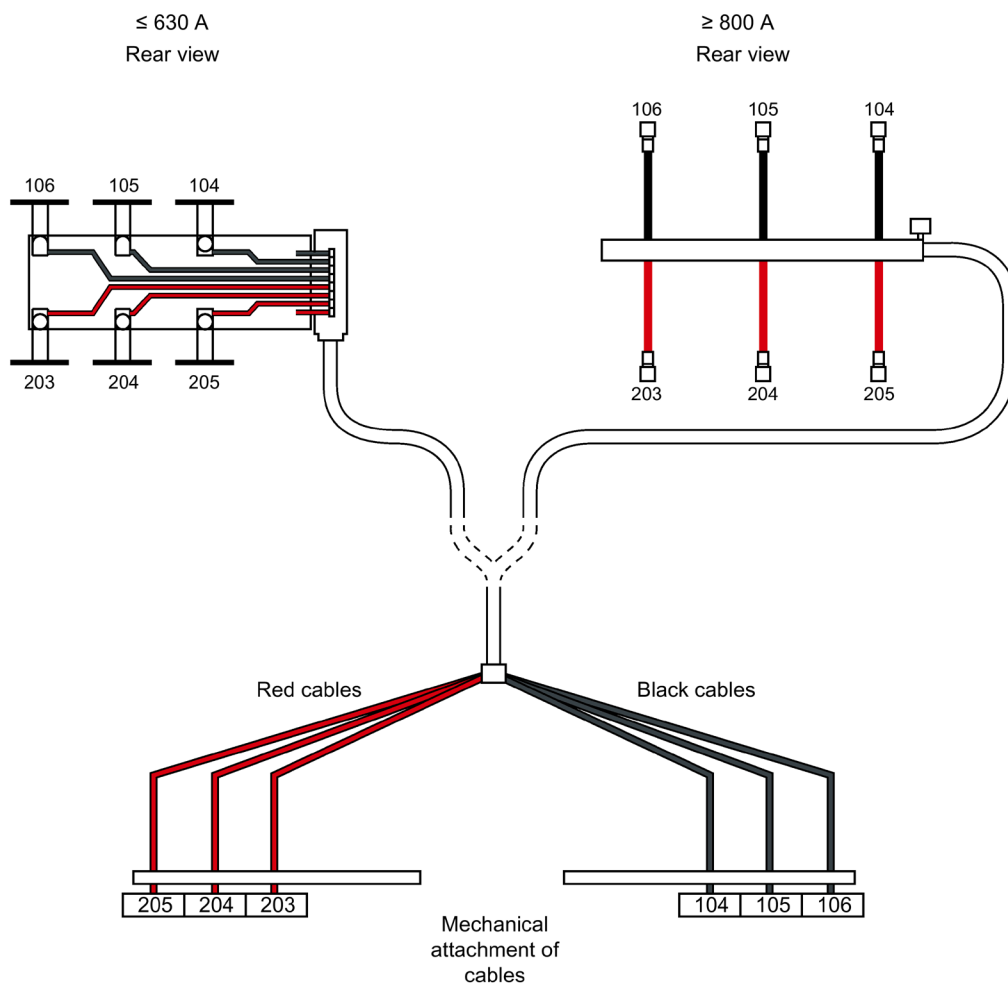 ≤ 630 A
Rear view
≥ 800 A
Rear view
106 105 104
203 204 205
106 105 104
203 204 205
Red cables
Black cables
205 204 203
104 105 106
Mechanical
attachment of
cables